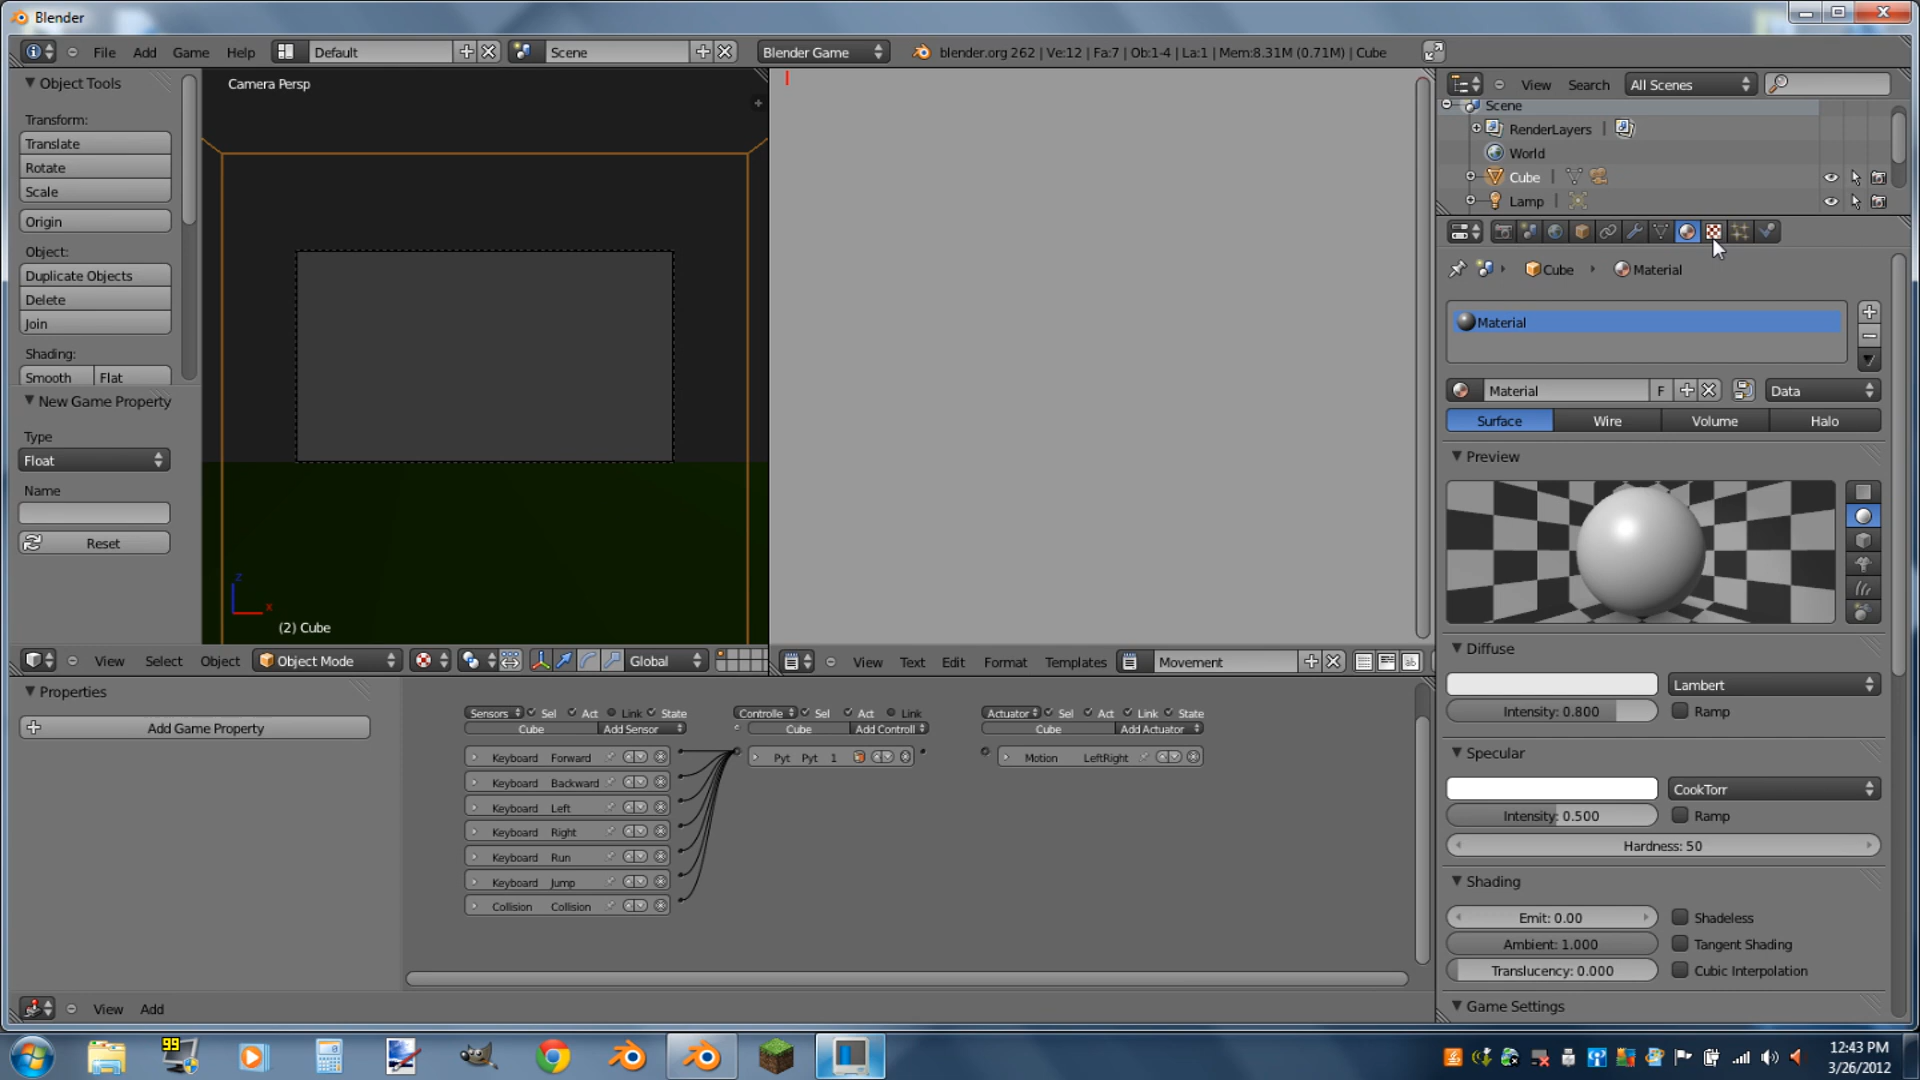 Blender
File Add Game Help Default Scene Blender Game blender.org 262 | Ve:12 | Fa:7 | Ob:1-4 | La:1 | Mem:8.31M (0.71M) | Cube
Object Tools
Transform:
Translate
Rotate
Scale
Origin
Object:
Duplicate Objects
Delete
Join
Shading:
Smooth Flat
New Game Property
Type
Float
Name
Reset
Camera Persp
z
x
(2) Cube
View Select Object Object Mode Global
View Text Edit Format Templates Movement
Properties
Add Game Property
Sensors Sel Act Link State
Cube Add Sensor
Keyboard Forward
Keyboard Backward
Keyboard Left
Keyboard Right
Keyboard Run
Keyboard Jump
Collision Collision
Controlle Sel Act Link
Cube Add Controll
Pyt Pyt 1
Actuator Sel Act Link State
Cube Add Actuator
Motion LeftRight
View Add
View Search All Scenes
Scene
RenderLayers |
World
Cube |
Lamp |
Cube Material
Material
Material F Data
Surface Wire Volume Halo
Preview
Diffuse
Lambert
Intensity: 0.800 Ramp
Specular
CookTorr
Intensity: 0.500 Ramp
Hardness: 50
Shading
Emit: 0.00 Shadeless
Ambient: 1.000 Tangent Shading
Translucency: 0.000 Cubic Interpolation
Game Settings
99
12:43 PM
3/26/2012